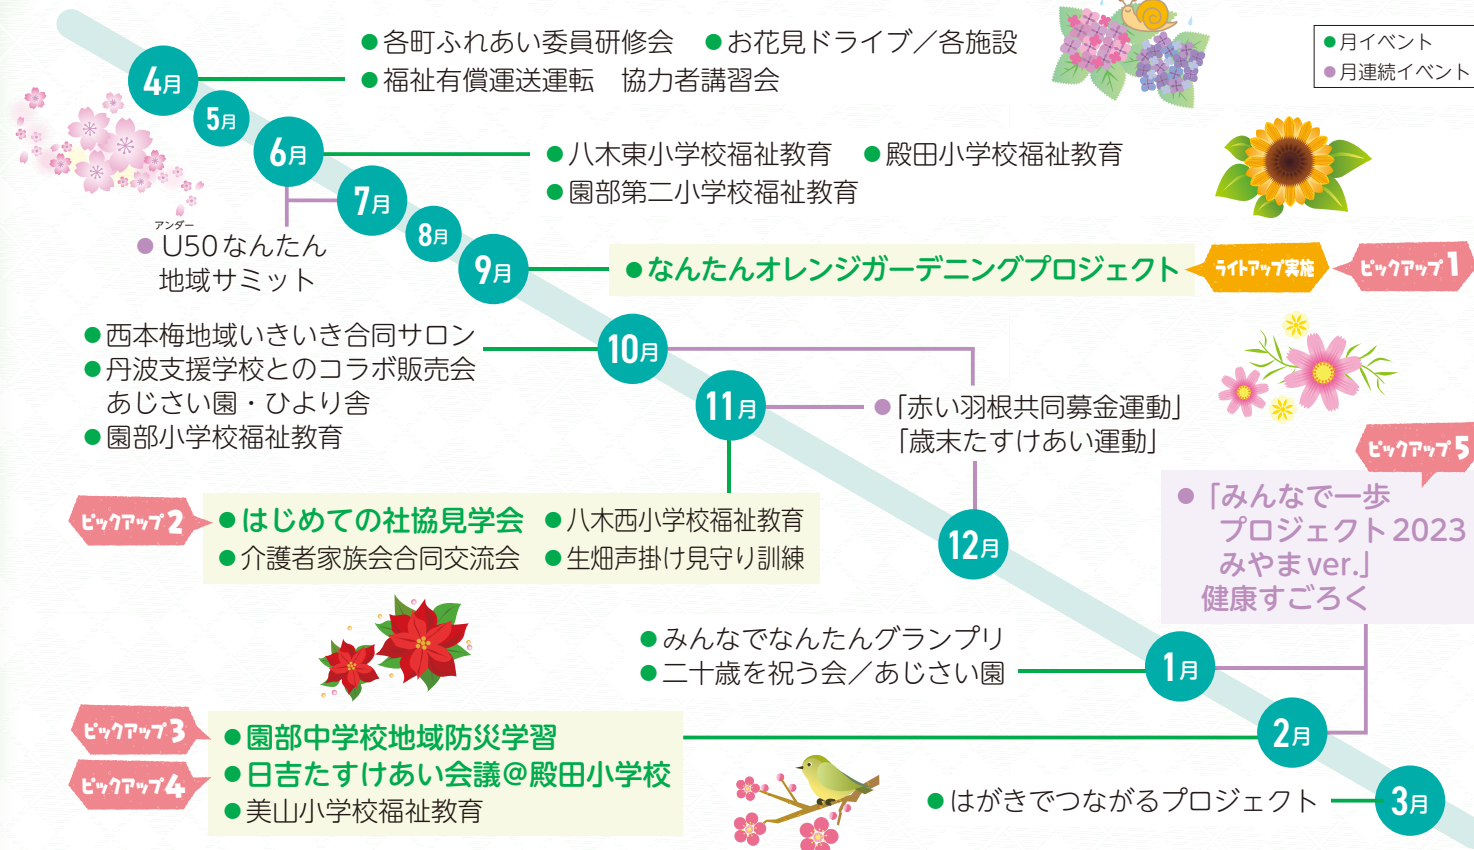 ●各町ふれあい委員研修会 ●お花見ドライブ／各施設
●福祉有償運送運転 協力者講習会
●月イベント
●月連続イベント
4月
5月
6月
●八木東小学校福祉教育 ●殿田小学校福祉教育
●園部第二小学校福祉教育
7月
アンダー
●U50なんたん
地域サミット
8月
9月
●なんたんオレンジガーデニングプロジェクト
ライトアップ実施
ピックアップ1
●西本梅地域いきいき合同サロン
●丹波支援学校とのコラボ販売会
あじさい園・ひより舎
●園部小学校福祉教育
10月
11月
●「赤い羽根共同募金運動」
「歳末たすけあい運動」
ピックアップ5
●「みんなで一歩
プロジェクト2023
みやまver.」
健康すごろく
ピックアップ2
●はじめての社協見学会 ●八木西小学校福祉教育
●介護者家族会合同交流会 ●生畑声掛け見守り訓練
12月
●みんなでなんたんグランプリ
●二十歳を祝う会／あじさい園
1月
ピックアップ3
ピックアップ4
●園部中学校地域防災学習
●日吉たすけあい会議@殿田小学校
●美山小学校福祉教育
2月
●はがきでつながるプロジェクト
3月